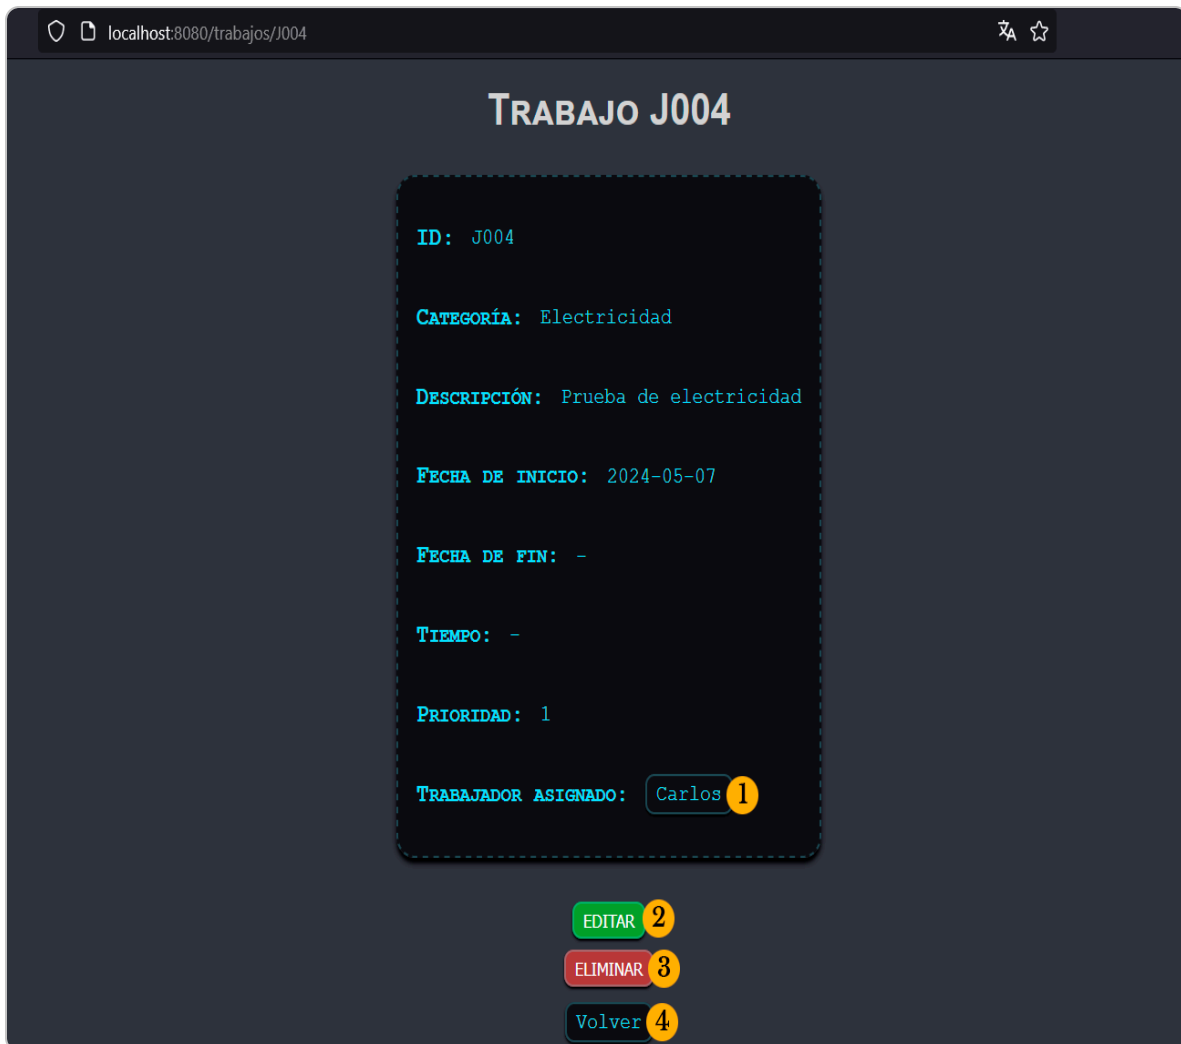 localhost:8080/trabajos/J004
TRABAJO J004
ID: J004
CATEGORÍA: Electricidad
DESCRIPCIÓN: Prueba de electricidad
FECHA DE INICIO: 2024-05-07
FECHA DE FIN: -
TIEMPO: -
PRIORIDAD: 1
TRABAJADOR ASIGNADO: Carlos 1
EDITAR 2
ELIMINAR 3
Volver 4